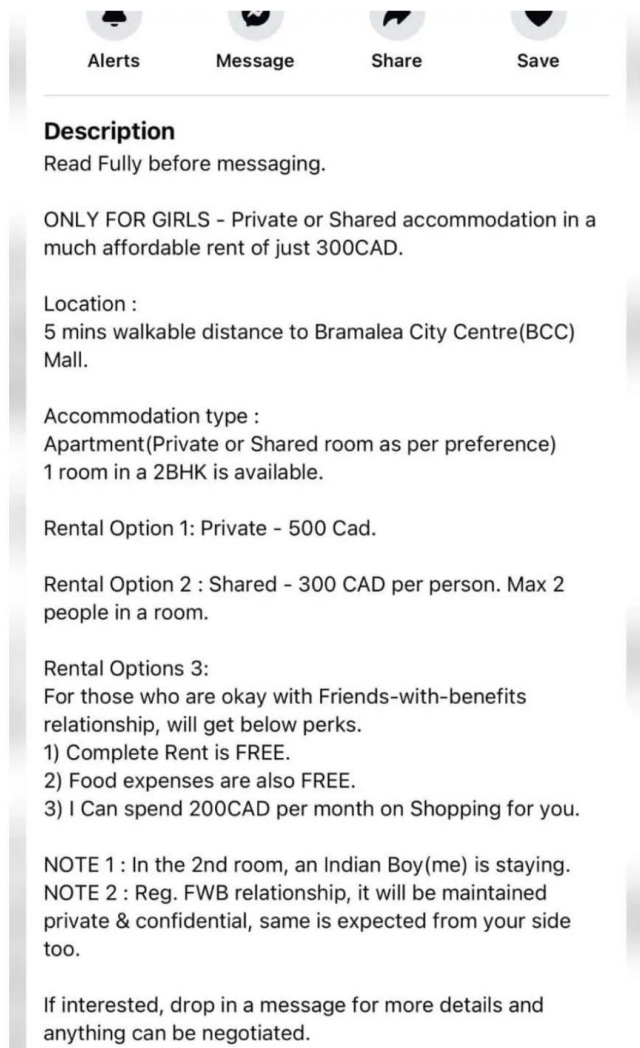 Alerts Message Share Save
Description
Read Fully before messaging.
ONLY FOR GIRLS - Private or Shared accommodation in a
much affordable rent of just 300CAD.
Location :
5 mins walkable distance to Bramalea City Centre(BCC)
Mall.
Accommodation type :
Apartment(Private or Shared room as per preference)
1 room in a 2BHK is available.
Rental Option 1: Private - 500 Cad.
Rental Option 2 : Shared - 300 CAD per person. Max 2
people in a room.
Rental Options 3:
For those who are okay with Friends-with-benefits
relationship, will get below perks.
1) Complete Rent is FREE.
2) Food expenses are also FREE.
3) I Can spend 200CAD per month on Shopping for you.
NOTE 1 : In the 2nd room, an Indian Boy(me) is staying.
NOTE 2 : Reg. FWB relationship, it will be maintained
private & confidential, same is expected from your side
too.
If interested, drop in a message for more details and
anything can be negotiated.